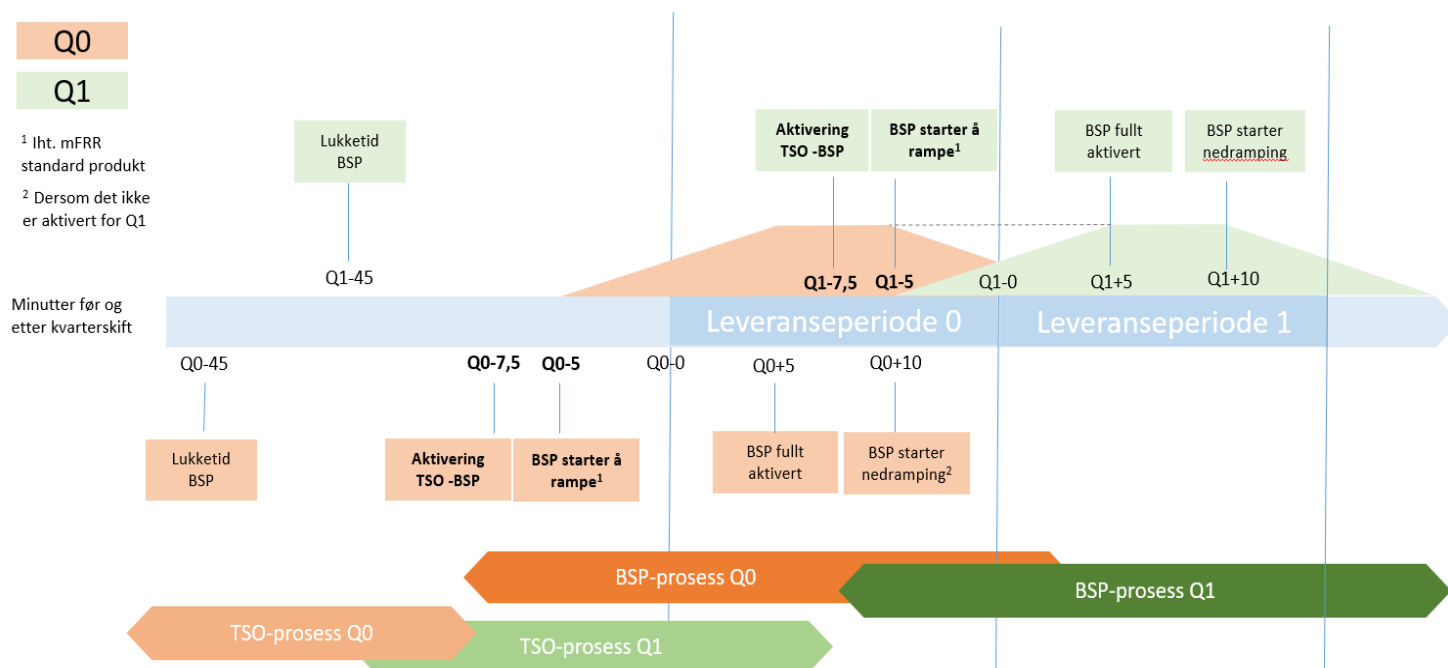 Q0
Q1
¹ Iht. mFRR
standard produkt
² Dersom det ikke
er aktivert for Q1
Lukketid
BSP
Aktivering
TSO -BSP
BSP starter å
rampe¹
BSP fullt
aktivert
BSP starter
nedramping
Q1-45
Q1-7,5
Q1-5
Q1-0
Q1+5
Q1+10
Minutter før og
etter kvarterskift
Leveranseperiode 0
Leveranseperiode 1
Q0-45
Q0-7,5
Q0-5
Q0-0
Q0+5
Q0+10
Lukketid
BSP
Aktivering
TSO -BSP
BSP starter å
rampe¹
BSP fullt
aktivert
BSP starter
nedramping²
BSP-prosess Q0
BSP-prosess Q1
TSO-prosess Q0
TSO-prosess Q1